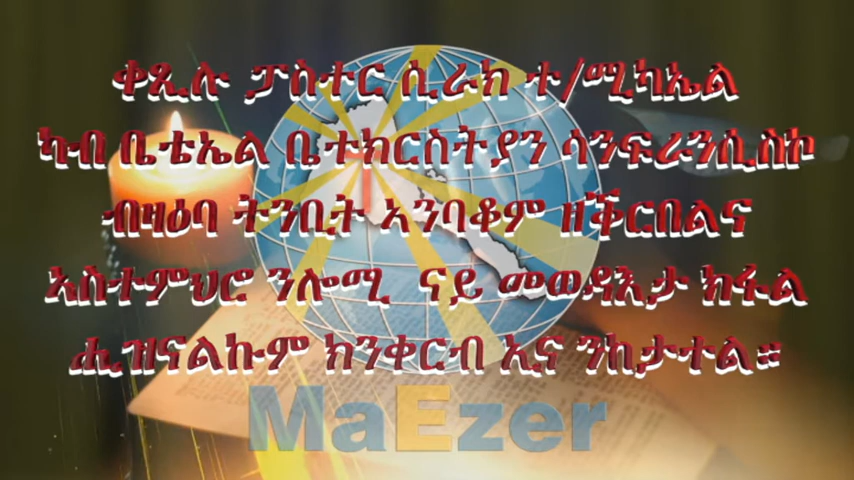 ቀጺሉ ፓስተር ሲራክ ተ/ሚካኤል
ካብ ቤቴኤል ቤተክርስትያን ሳንፍራንሲስኮ
ብዛዕባ ትንቢት ኣንባቆም ዘቕርበልና
ኣስተምህሮ ንሎሚ ናይ መወዳእታ ክፋል
ሒዝናልኩም ክንቀርብ ኢና ንከታተል።
MaEzer